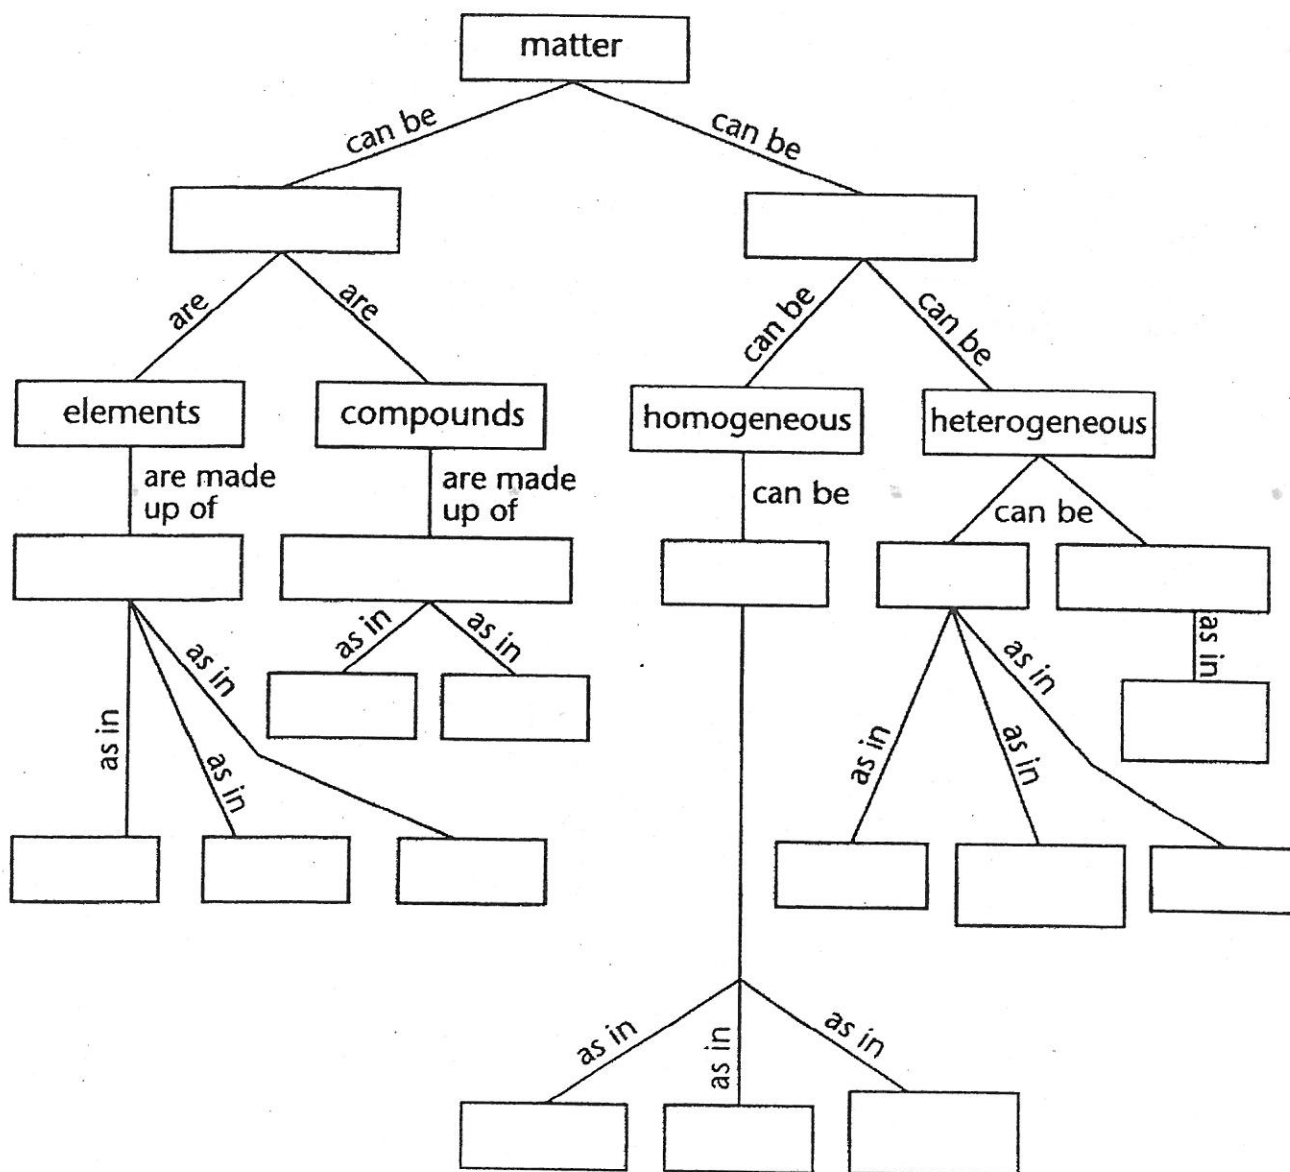 matter
can be
can be
are
are
can be
can be
elements
compounds
homogeneous
heterogeneous
are made
up of
are made
up of
can be
can be
as in
as in
as in
as in
as in
as in
as in
as in
as in
as in
as in
as in